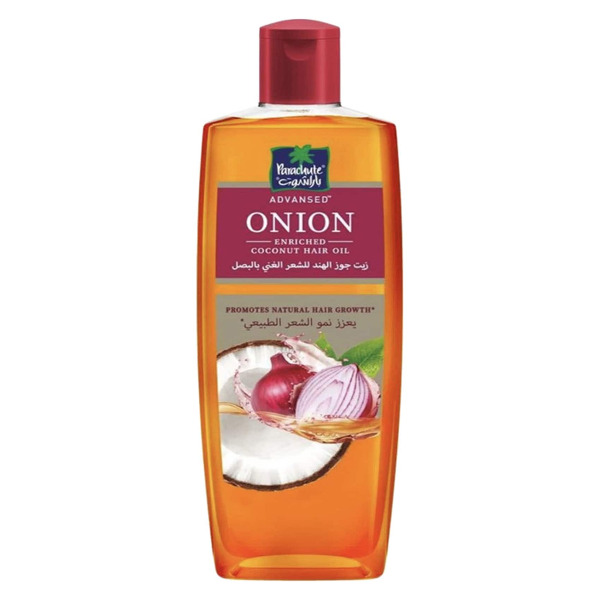 Parachute®
باراشوت®
ADVANSED™
ONION
ENRICHED
COCONUT HAIR OIL
زيت جوز الهند للشعر الغني بالبصل
PROMOTES NATURAL HAIR GROWTH*
يعزز نمو الشعر الطبيعي*